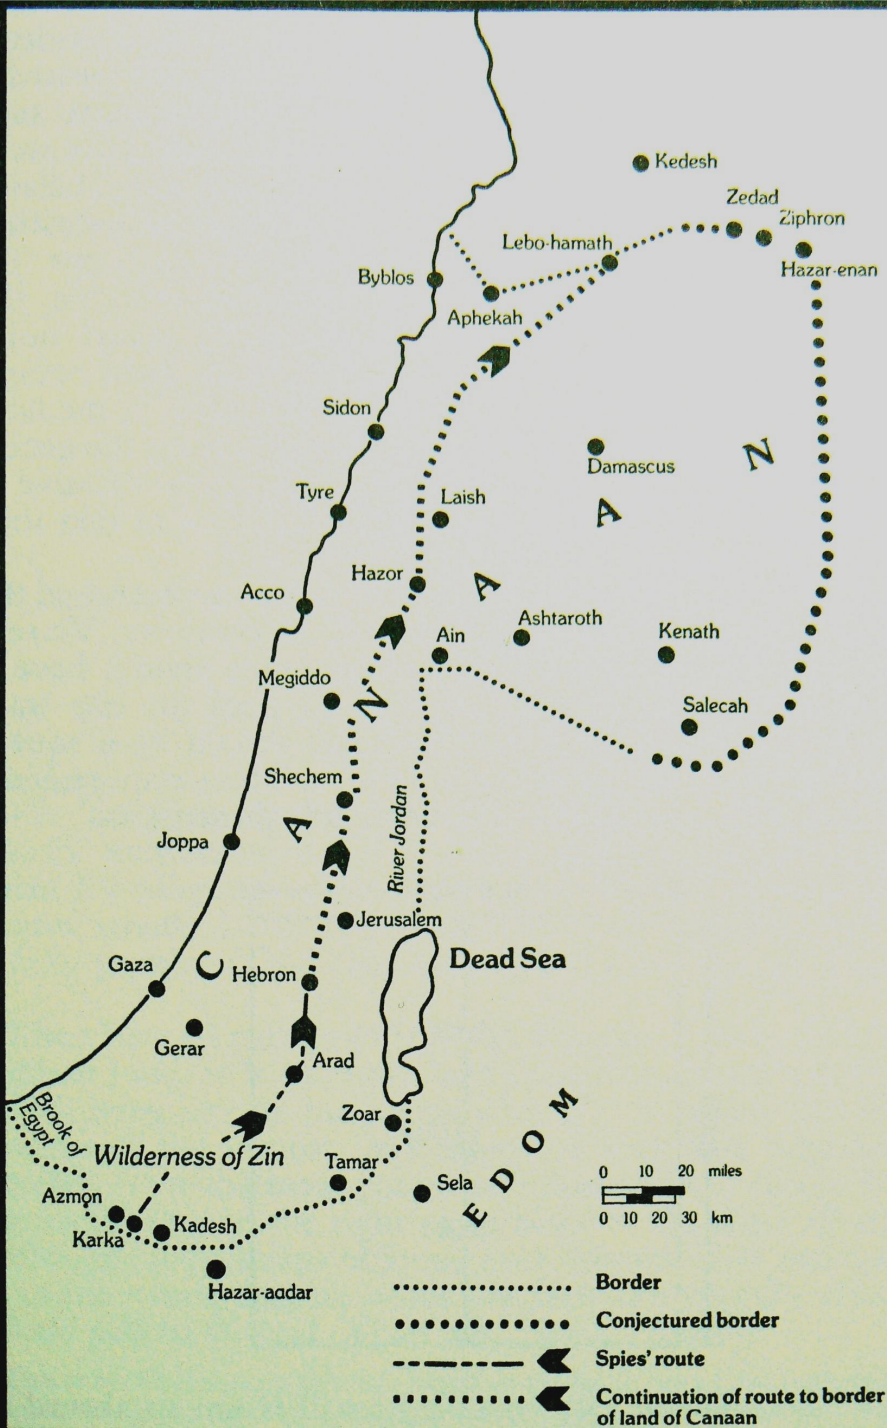 Kedesh
Zedad
Ziphron
Lebo-hamath
Hazar-enan
Byblos
Aphekah
Sidon
Damascus
Tyre
Laish
Hazor
Acco
Ashtaroth
Ain
Kenath
Megiddo
Salecah
Shechem
River Jordan
Joppa
Jerusalem
Dead Sea
Gaza
Hebron
Gerar
Arad
Zoar
Brook of
Egypt
Wilderness of Zin
Tamar
Sela
Azmon
Karka
Kadesh
Hazar-addar
CANAAN
EDOM
0 10 20 miles
0 10 20 30 km
Border
Conjectured border
Spies' route
Continuation of route to border
of land of Canaan